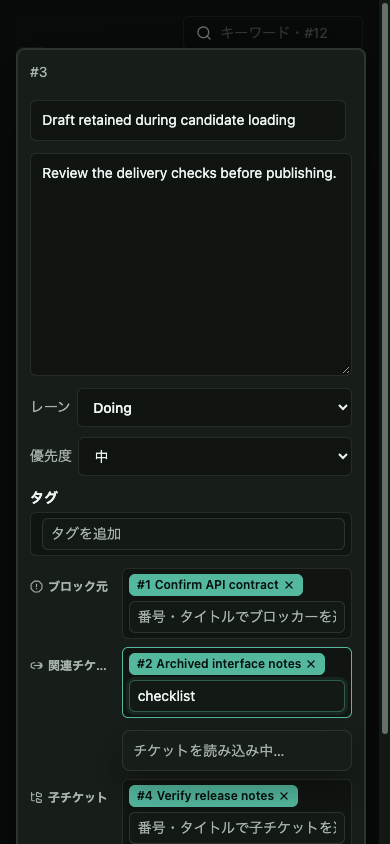 キーワード・#12
#3
Draft retained during candidate loading
Review the delivery checks before publishing.
レーン Doing
優先度 中
タグ
タグを追加
ブロック元 #1 Confirm API contract ×
番号・タイトルでブロッカーを
関連チケ... #2 Archived interface notes ×
checklist
チケットを読み込み中...
子チケット #4 Verify release notes ×
番号・タイトルで子チケットを